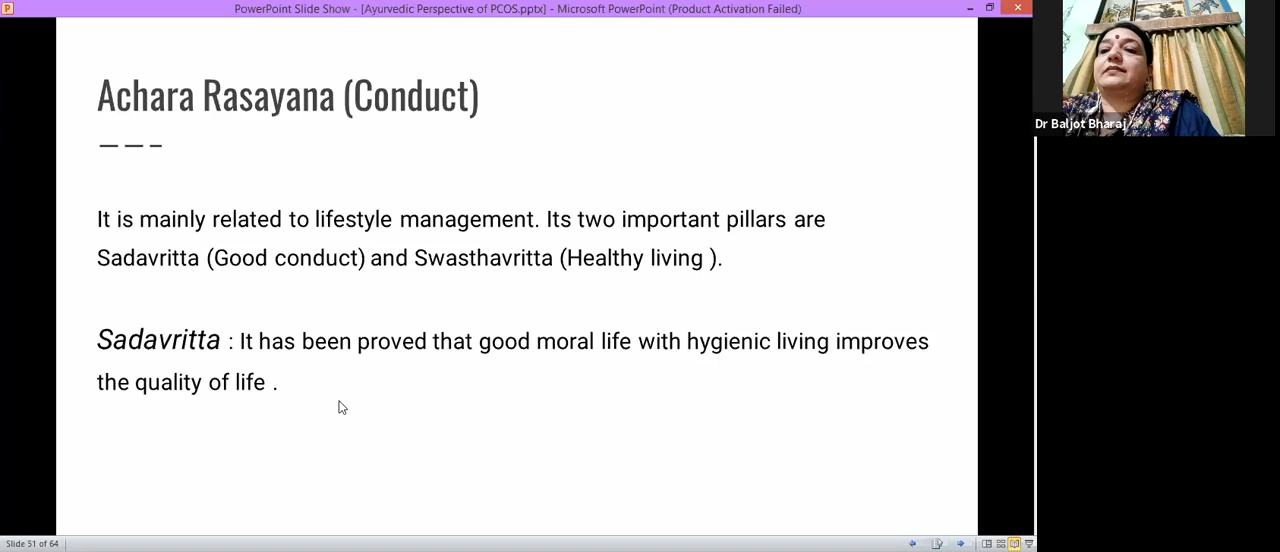 PowerPoint Slide Show - [Ayurvedic Perspective of PCOS.pptx] - Microsoft PowerPoint (Product Activation Failed)
Achara Rasayana (Conduct)
It is mainly related to lifestyle management. Its two important pillars are
Sadavritta (Good conduct) and Swasthavritta (Healthy living ).
Sadavritta : It has been proved that good moral life with hygienic living improves
the quality of life .
Dr Baljot Bharaj
Slide 51 of 64